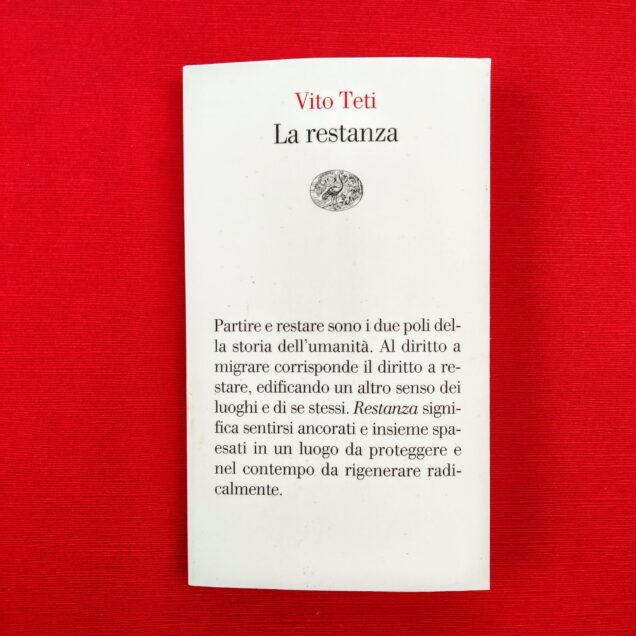 Vito Teti
La restanza
Partire e restare sono i due poli del-
la storia dell'umanità. Al diritto a
migrare corrisponde il diritto a re-
stare, edificando un altro senso dei
luoghi e di se stessi. Restanza signi-
fica sentirsi ancorati e insieme spa-
esati in un luogo da proteggere e
nel contempo da rigenerare radi-
calmente.